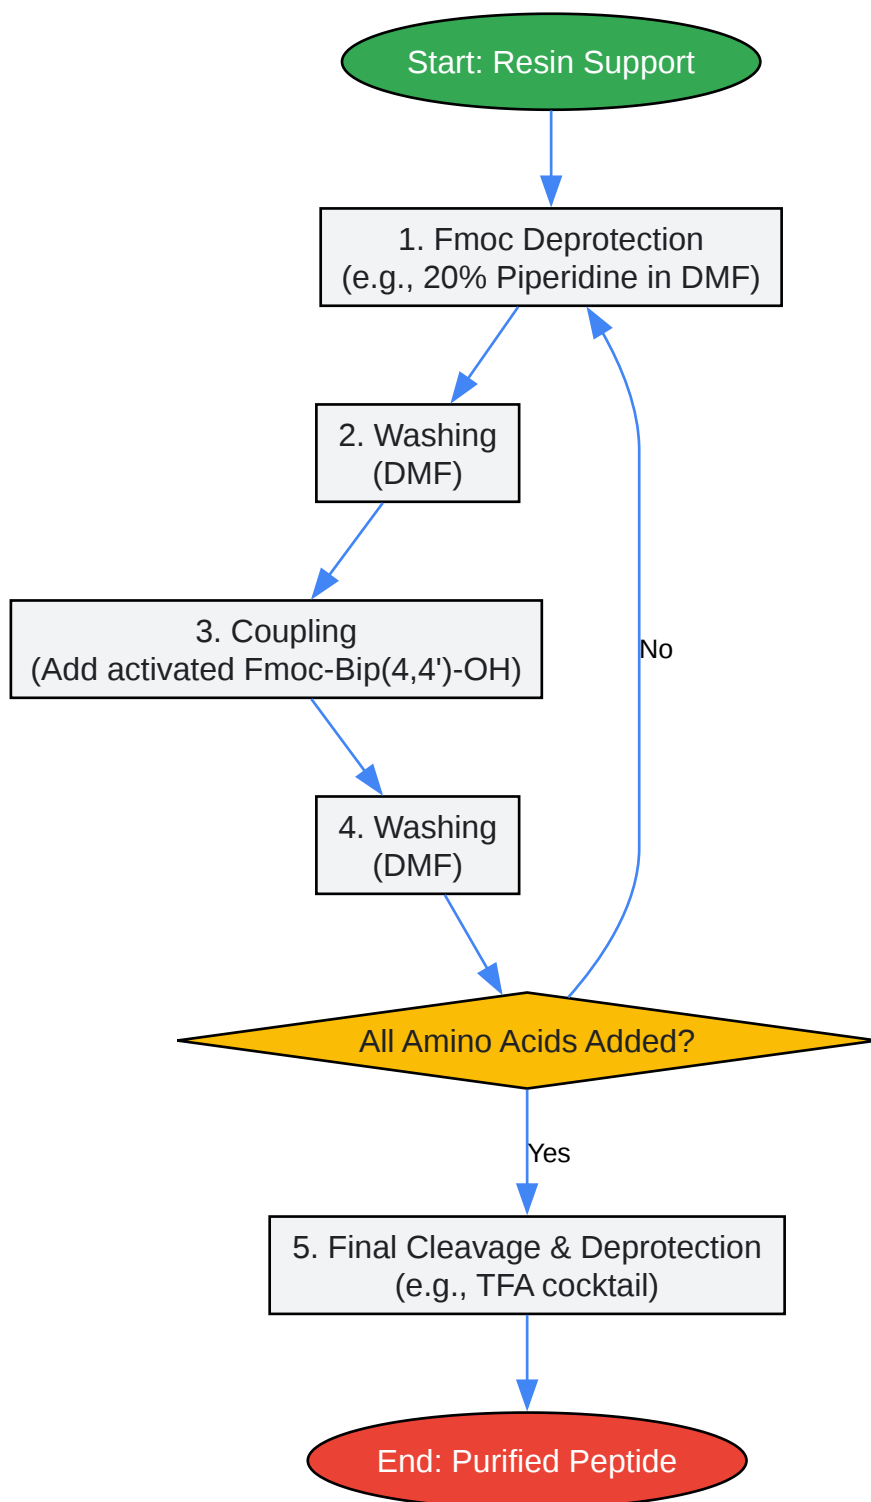 Start: Resin Support
1. Fmoc Deprotection
(e.g., 20% Piperidine in DMF)
2. Washing
(DMF)
3. Coupling
(Add activated Fmoc-Bip(4,4')-OH)
No
4. Washing
(DMF)
All Amino Acids Added?
Yes
5. Final Cleavage & Deprotection
(e.g., TFA cocktail)
End: Purified Peptide